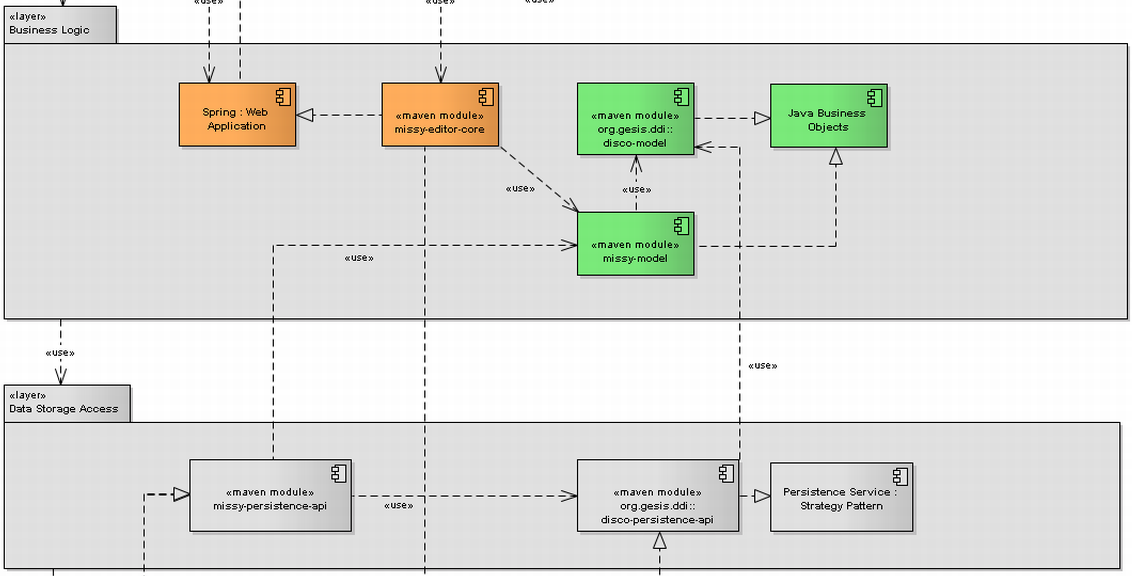 «use»
«use»
«use»
«layer»
Business Logic
Spring : Web
Application
«maven module»
missy-editor-core
«maven module»
org.gesis.ddi::
disco-model
Java Business
Objects
«use»
«use»
«maven module»
missy-model
«use»
«use»
«use»
«layer»
Data Storage Access
«maven module»
missy-persistence-api
«use»
«maven module»
org.gesis.ddi::
disco-persistence-api
Persistence Service :
Strategy Pattern